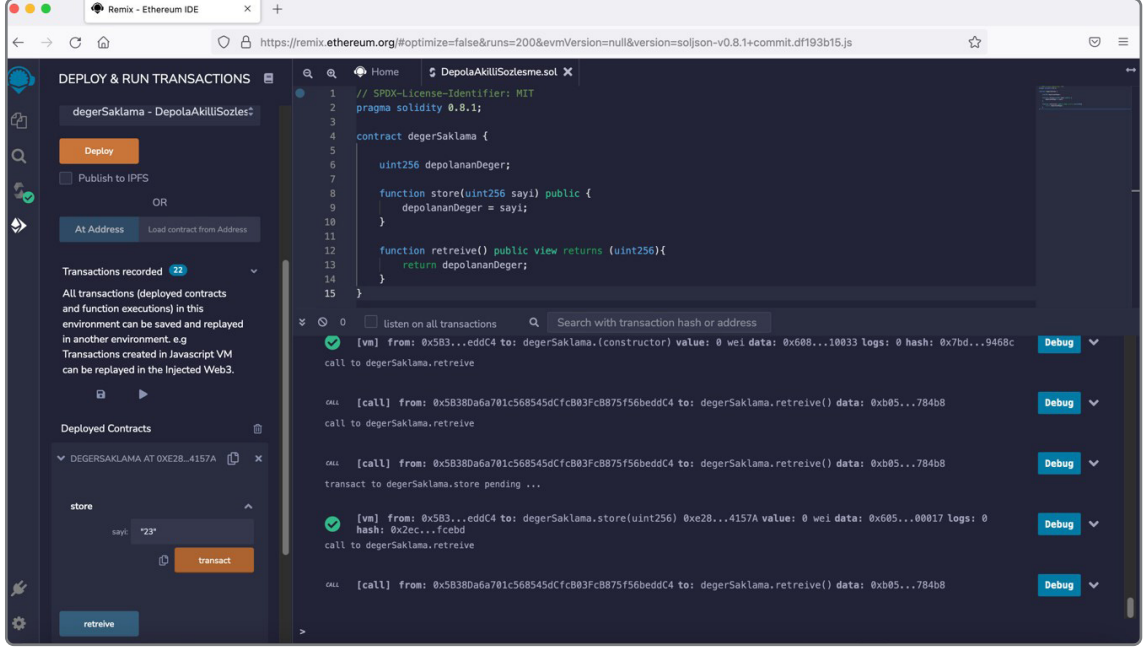 Remix - Ethereum IDE × +
https://remix.ethereum.org/#optimize=false&runs=200&evmVersion=null&version=soljson-v0.8.1+commit.df193b15.js
DEPLOY & RUN TRANSACTIONS
degerSaklama - DepolaAkilliSozles
Deploy
Publish to IPFS
OR
At Address Load contract from Address
Transactions recorded 22
All transactions (deployed contracts
and function executions) in this
environment can be saved and replayed
in another environment. e.g
Transactions created in Javascript VM
can be replayed in the Injected Web3.
Deployed Contracts
DEGERSAKLAMA AT 0XE28...4157A
store
sayi: "23"
transact
retreive
Home DepolaAkilliSozlesme.sol
1 // SPDX-License-Identifier: MIT
2 pragma solidity 0.8.1;
3
4 contract degerSaklama {
5
6 uint256 depolananDeger;
7
8 function store(uint256 sayi) public {
9 depolananDeger = sayi;
10 }
11
12 function retreive() public view returns (uint256){
13 return depolananDeger;
14 }
15 }
0 listen on all transactions Search with transaction hash or address
[vm] from: 0x5B3...eddC4 to: degerSaklama.(constructor) value: 0 wei data: 0x608...10033 logs: 0 hash: 0x7bd...9468c Debug
call to degerSaklama.retreive
CALL [call] from: 0x5B38Da6a701c568545dCfcB03FcB875f56beddC4 to: degerSaklama.retreive() data: 0xb05...784b8 Debug
call to degerSaklama.retreive
CALL [call] from: 0x5B38Da6a701c568545dCfcB03FcB875f56beddC4 to: degerSaklama.retreive() data: 0xb05...784b8 Debug
transact to degerSaklama.store pending ...
[vm] from: 0x5B3...eddC4 to: degerSaklama.store(uint256) 0xe28...4157A value: 0 wei data: 0x605...00017 logs: 0 Debug
hash: 0x2ec...fcebd
call to degerSaklama.retreive
CALL [call] from: 0x5B38Da6a701c568545dCfcB03FcB875f56beddC4 to: degerSaklama.retreive() data: 0xb05...784b8 Debug
>